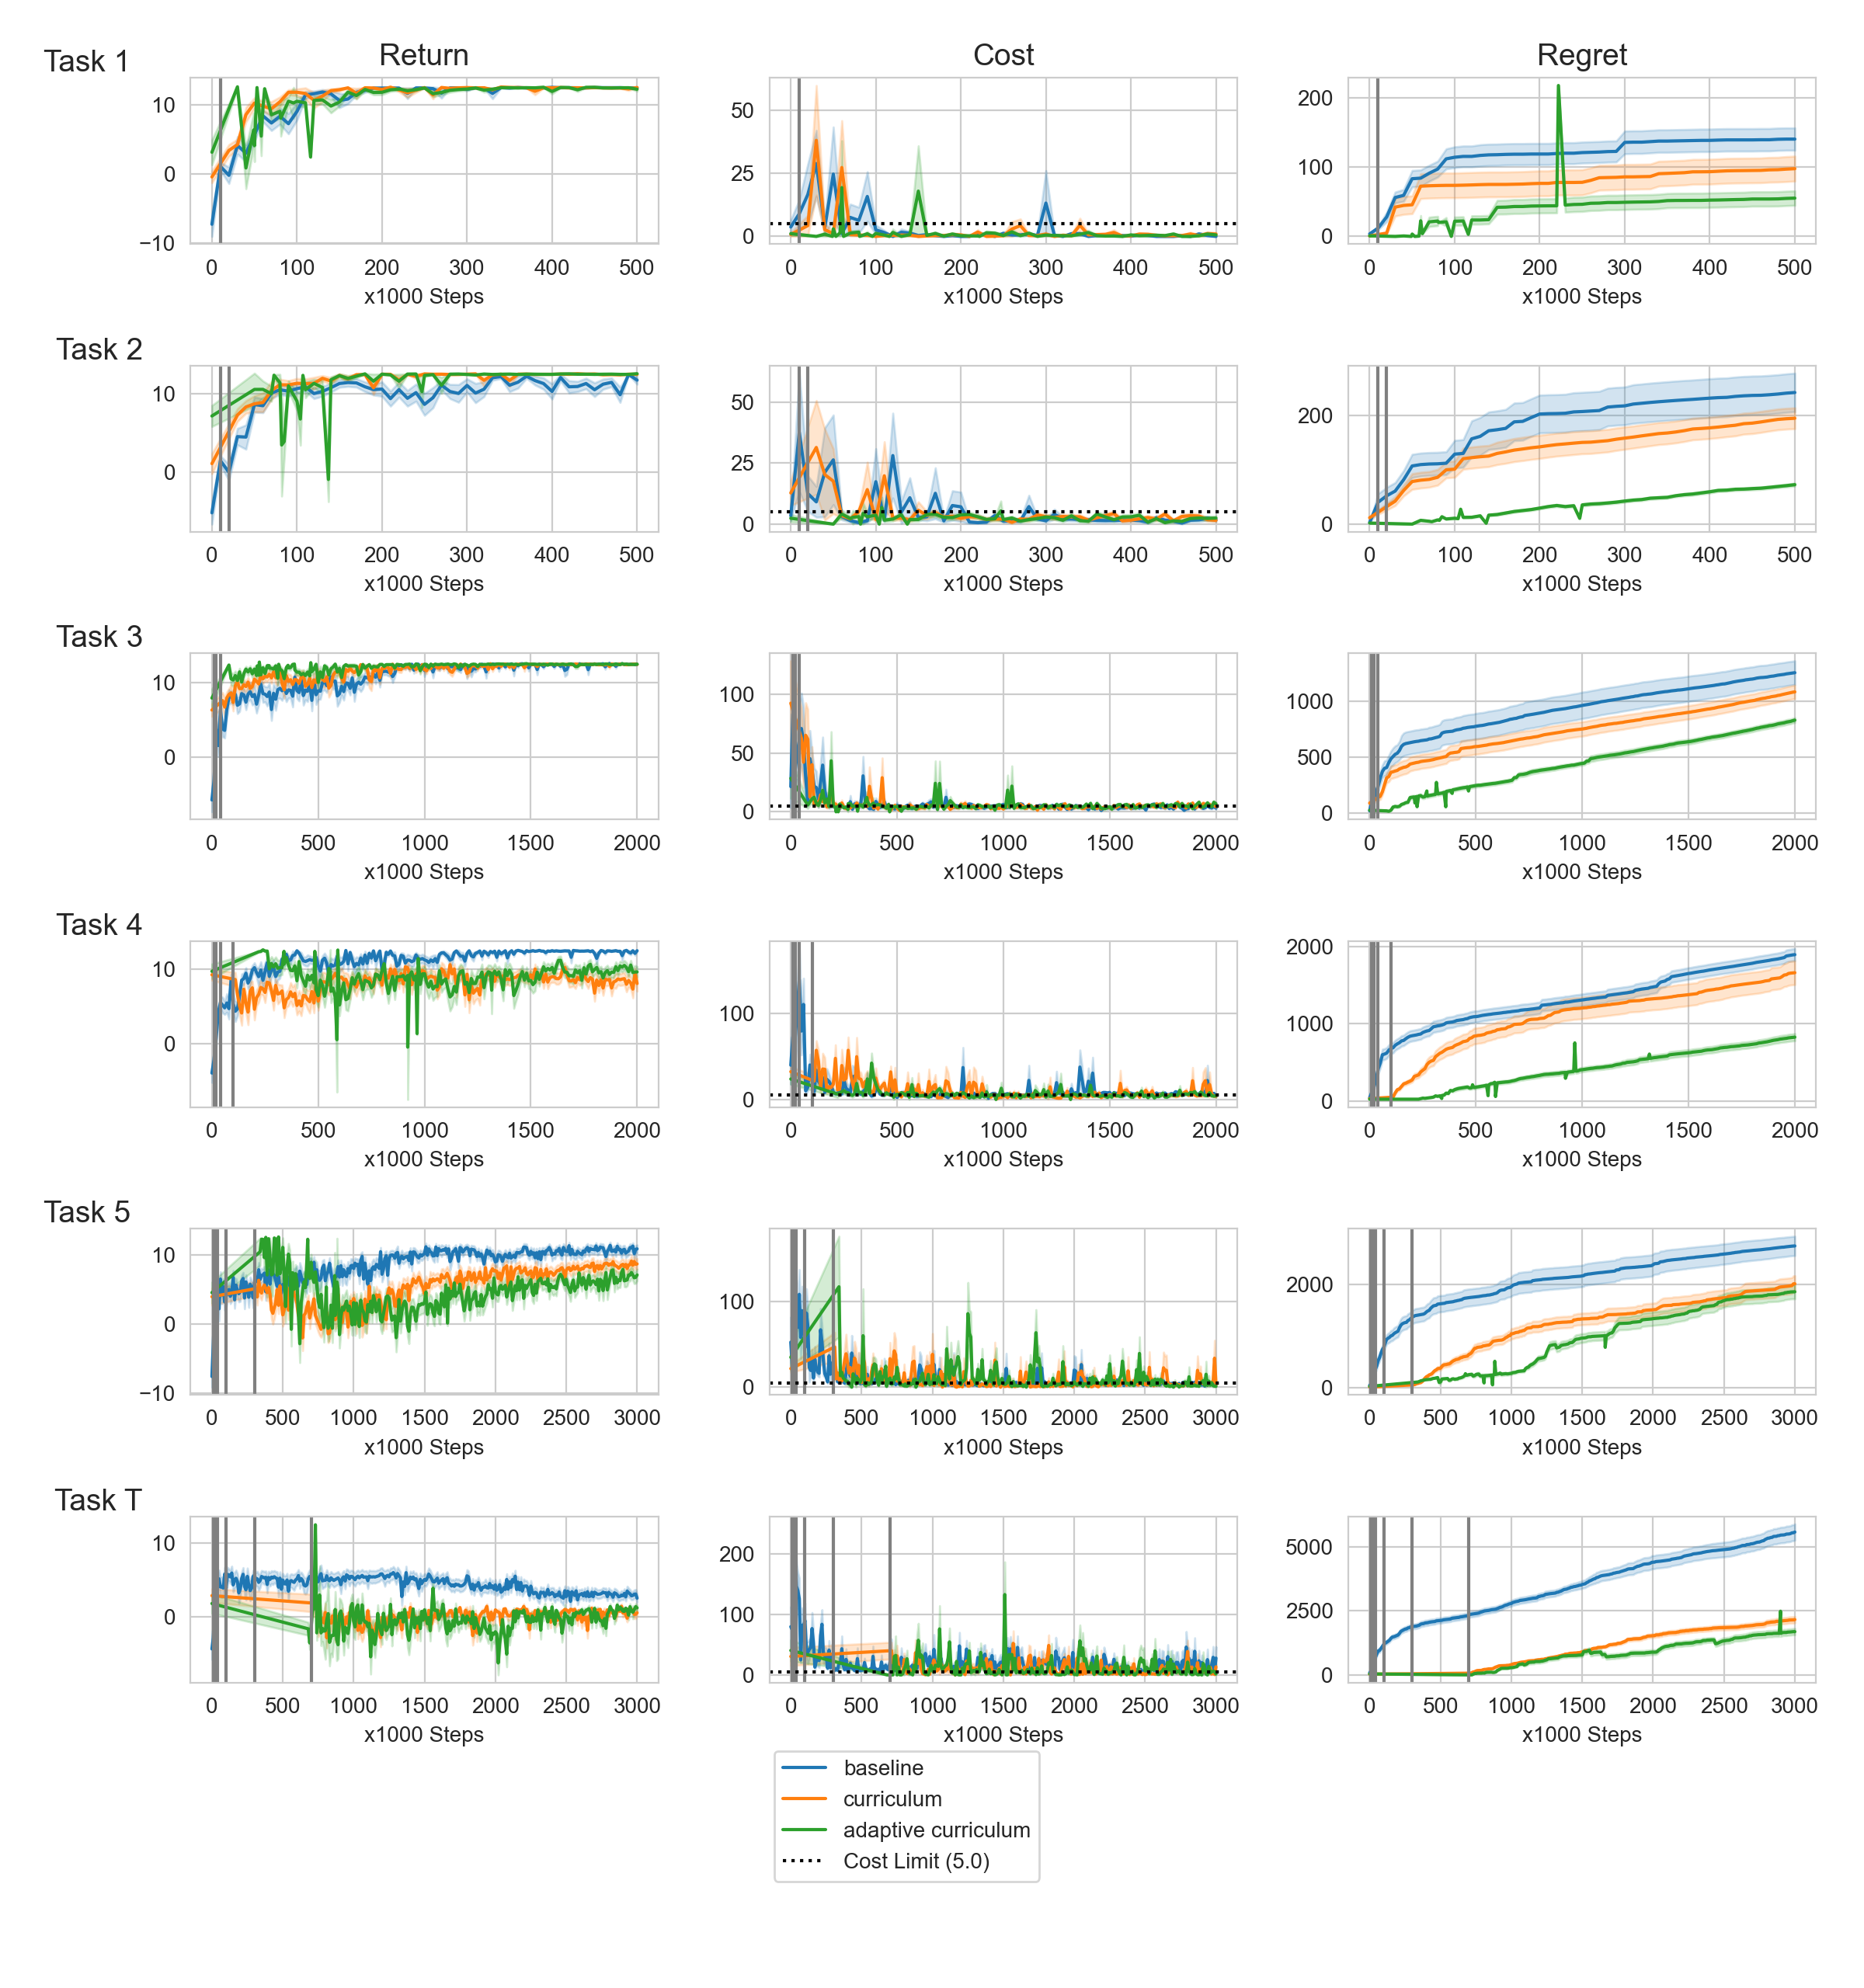 Task 1
Return
Cost
Regret
10
0
−10
0 100 200 300 400 500
x1000 Steps
50
25
0
0 100 200 300 400 500
x1000 Steps
200
100
0
0 100 200 300 400 500
x1000 Steps
Task 2
10
0
0 100 200 300 400 500
x1000 Steps
50
25
0
0 100 200 300 400 500
x1000 Steps
200
0
0 100 200 300 400 500
x1000 Steps
Task 3
10
0
0 500 1000 1500 2000
x1000 Steps
100
50
0
0 500 1000 1500 2000
x1000 Steps
1000
500
0
0 500 1000 1500 2000
x1000 Steps
Task 4
10
0
0 500 1000 1500 2000
x1000 Steps
100
0
0 500 1000 1500 2000
x1000 Steps
2000
1000
0
0 500 1000 1500 2000
x1000 Steps
Task 5
10
0
−10
0 500 1000 1500 2000 2500 3000
x1000 Steps
100
0
0 500 1000 1500 2000 2500 3000
x1000 Steps
2000
0
0 500 1000 1500 2000 2500 3000
x1000 Steps
Task T
10
0
0 500 1000 1500 2000 2500 3000
x1000 Steps
200
100
0
0 500 1000 1500 2000 2500 3000
x1000 Steps
5000
2500
0
0 500 1000 1500 2000 2500 3000
x1000 Steps
baseline
curriculum
adaptive curriculum
Cost Limit (5.0)